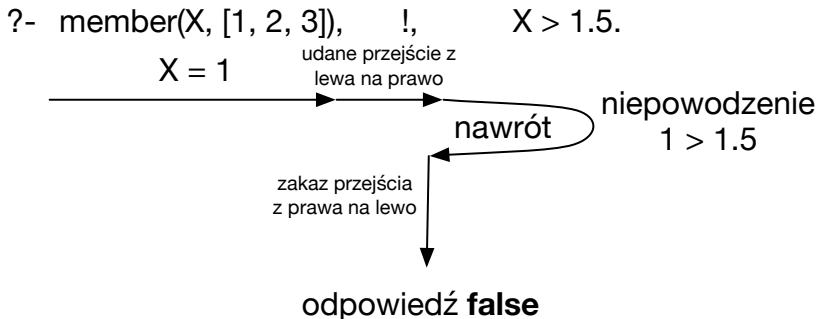 ?- member(X, [1, 2, 3]), !, X > 1.5.
X = 1
udane przejście z
lewa na prawo
nawrót
niepowodzenie
1 > 1.5
zakaz przejścia
z prawa na lewo
odpowiedź false